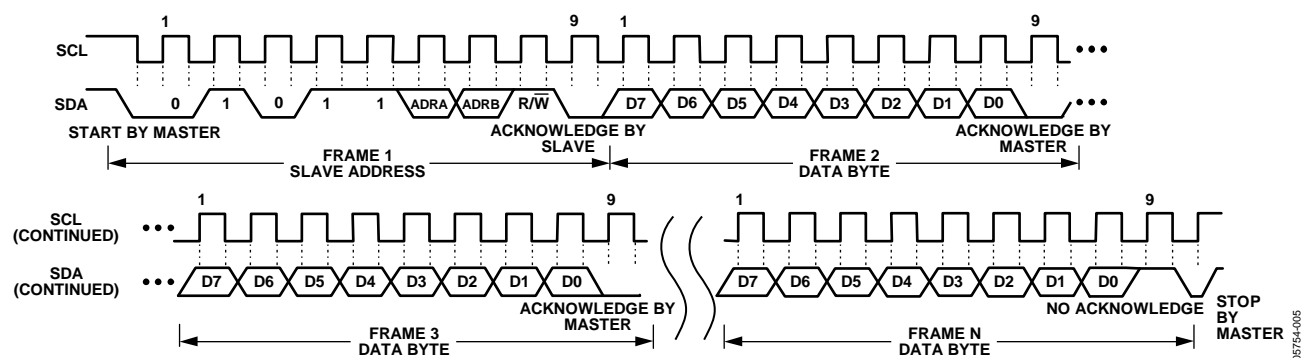 1 9 1 9
SCL
SDA 0 1 0 1 1 ADRA ADRB R/W̅ D7 D6 D5 D4 D3 D2 D1 D0
START BY MASTER
ACKNOWLEDGE BY
SLAVE
ACKNOWLEDGE BY
MASTER
FRAME 1
SLAVE ADDRESS
FRAME 2
DATA BYTE
1 9 1 9
SCL
(CONTINUED)
SDA
(CONTINUED)
D7 D6 D5 D4 D3 D2 D1 D0 D7 D6 D5 D4 D3 D2 D1 D0
ACKNOWLEDGE BY
MASTER
NO ACKNOWLEDGE
STOP
BY
MASTER
FRAME 3
DATA BYTE
FRAME N
DATA BYTE
05754-005